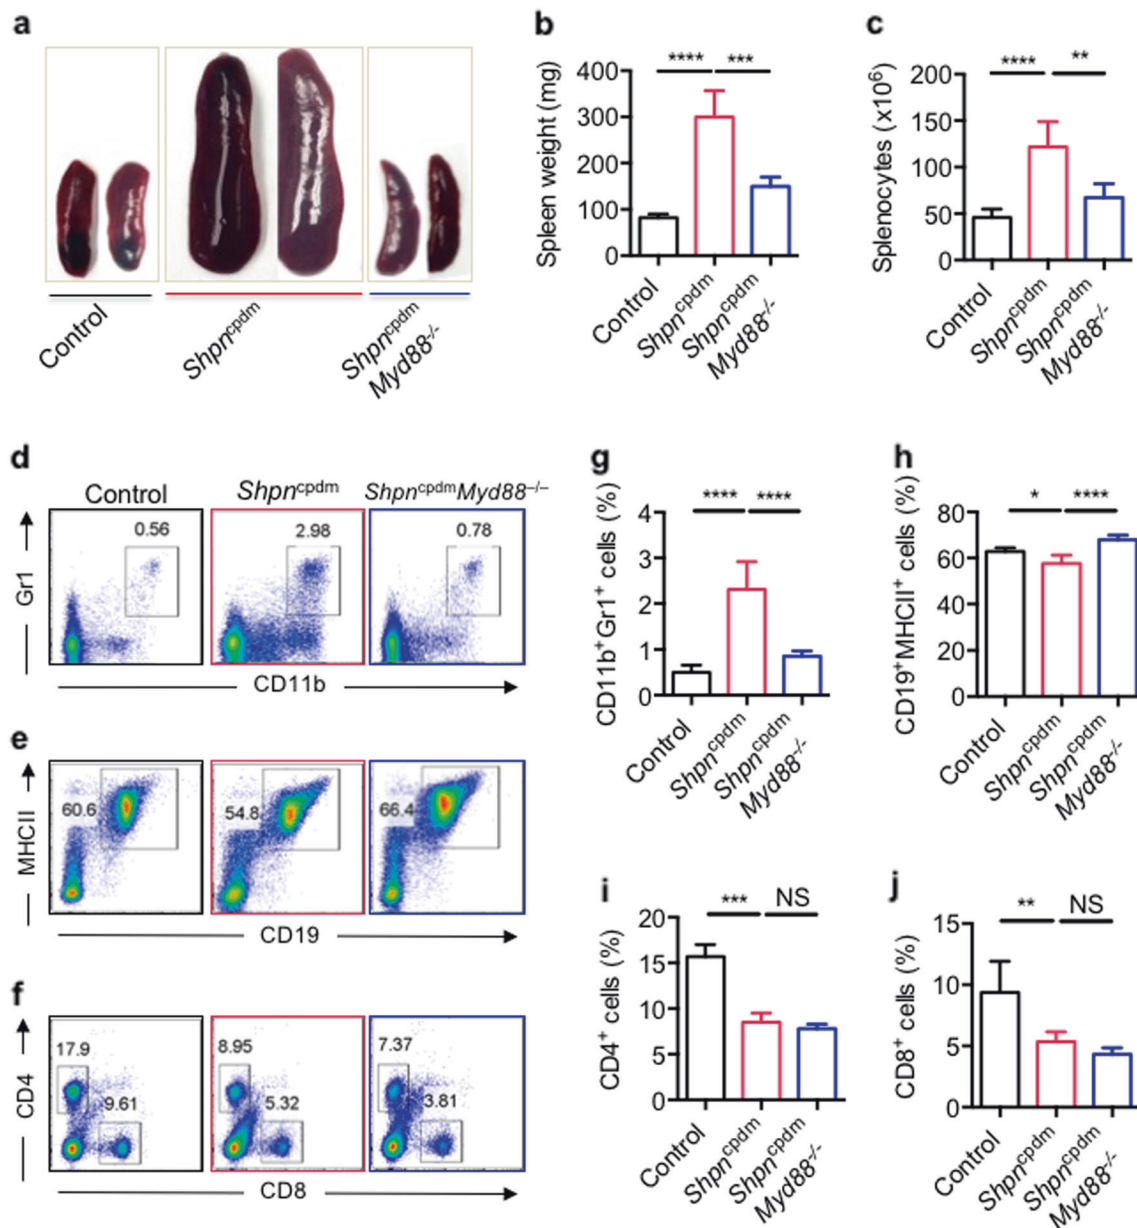 a
Control
Shpn^cpdm
Shpn^cpdm
Myd88^-/-
b
Spleen weight (mg)
400
300
200
100
0
****
***
Control
Shpn^cpdm
Shpn^cpdm
Myd88^-/-
c
Splenocytes (x10^6)
200
150
100
50
0
****
**
Control
Shpn^cpdm
Shpn^cpdm
Myd88^-/-
d
Control
Shpn^cpdm
Shpn^cpdm Myd88^–/–
0.56
2.98
0.78
Gr1
CD11b
e
60.6
54.8
66.4
MHCII
CD19
f
17.9
9.61
8.95
5.32
7.37
3.81
CD4
CD8
g
CD11b^+Gr1^+ cells (%)
4
3
2
1
0
****
****
Control
Shpn^cpdm
Shpn^cpdm
Myd88^-/-
h
CD19^+MHCII^+ cells (%)
80
60
40
20
0
*
****
Control
Shpn^cpdm
Shpn^cpdm
Myd88^-/-
i
CD4^+ cells (%)
20
15
10
5
0
***
NS
Control
Shpn^cpdm
Shpn^cpdm
Myd88^-/-
j
CD8^+ cells (%)
15
10
5
0
**
NS
Control
Shpn^cpdm
Shpn^cpdm
Myd88^-/-